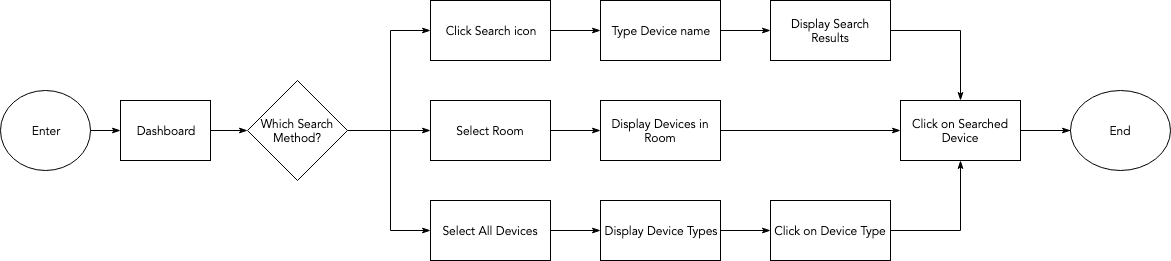 Enter
Dashboard
Which Search
Method?
Click Search icon
Type Device name
Display Search
Results
Select Room
Display Devices in
Room
Select All Devices
Display Device Types
Click on Device Type
Click on Searched
Device
End